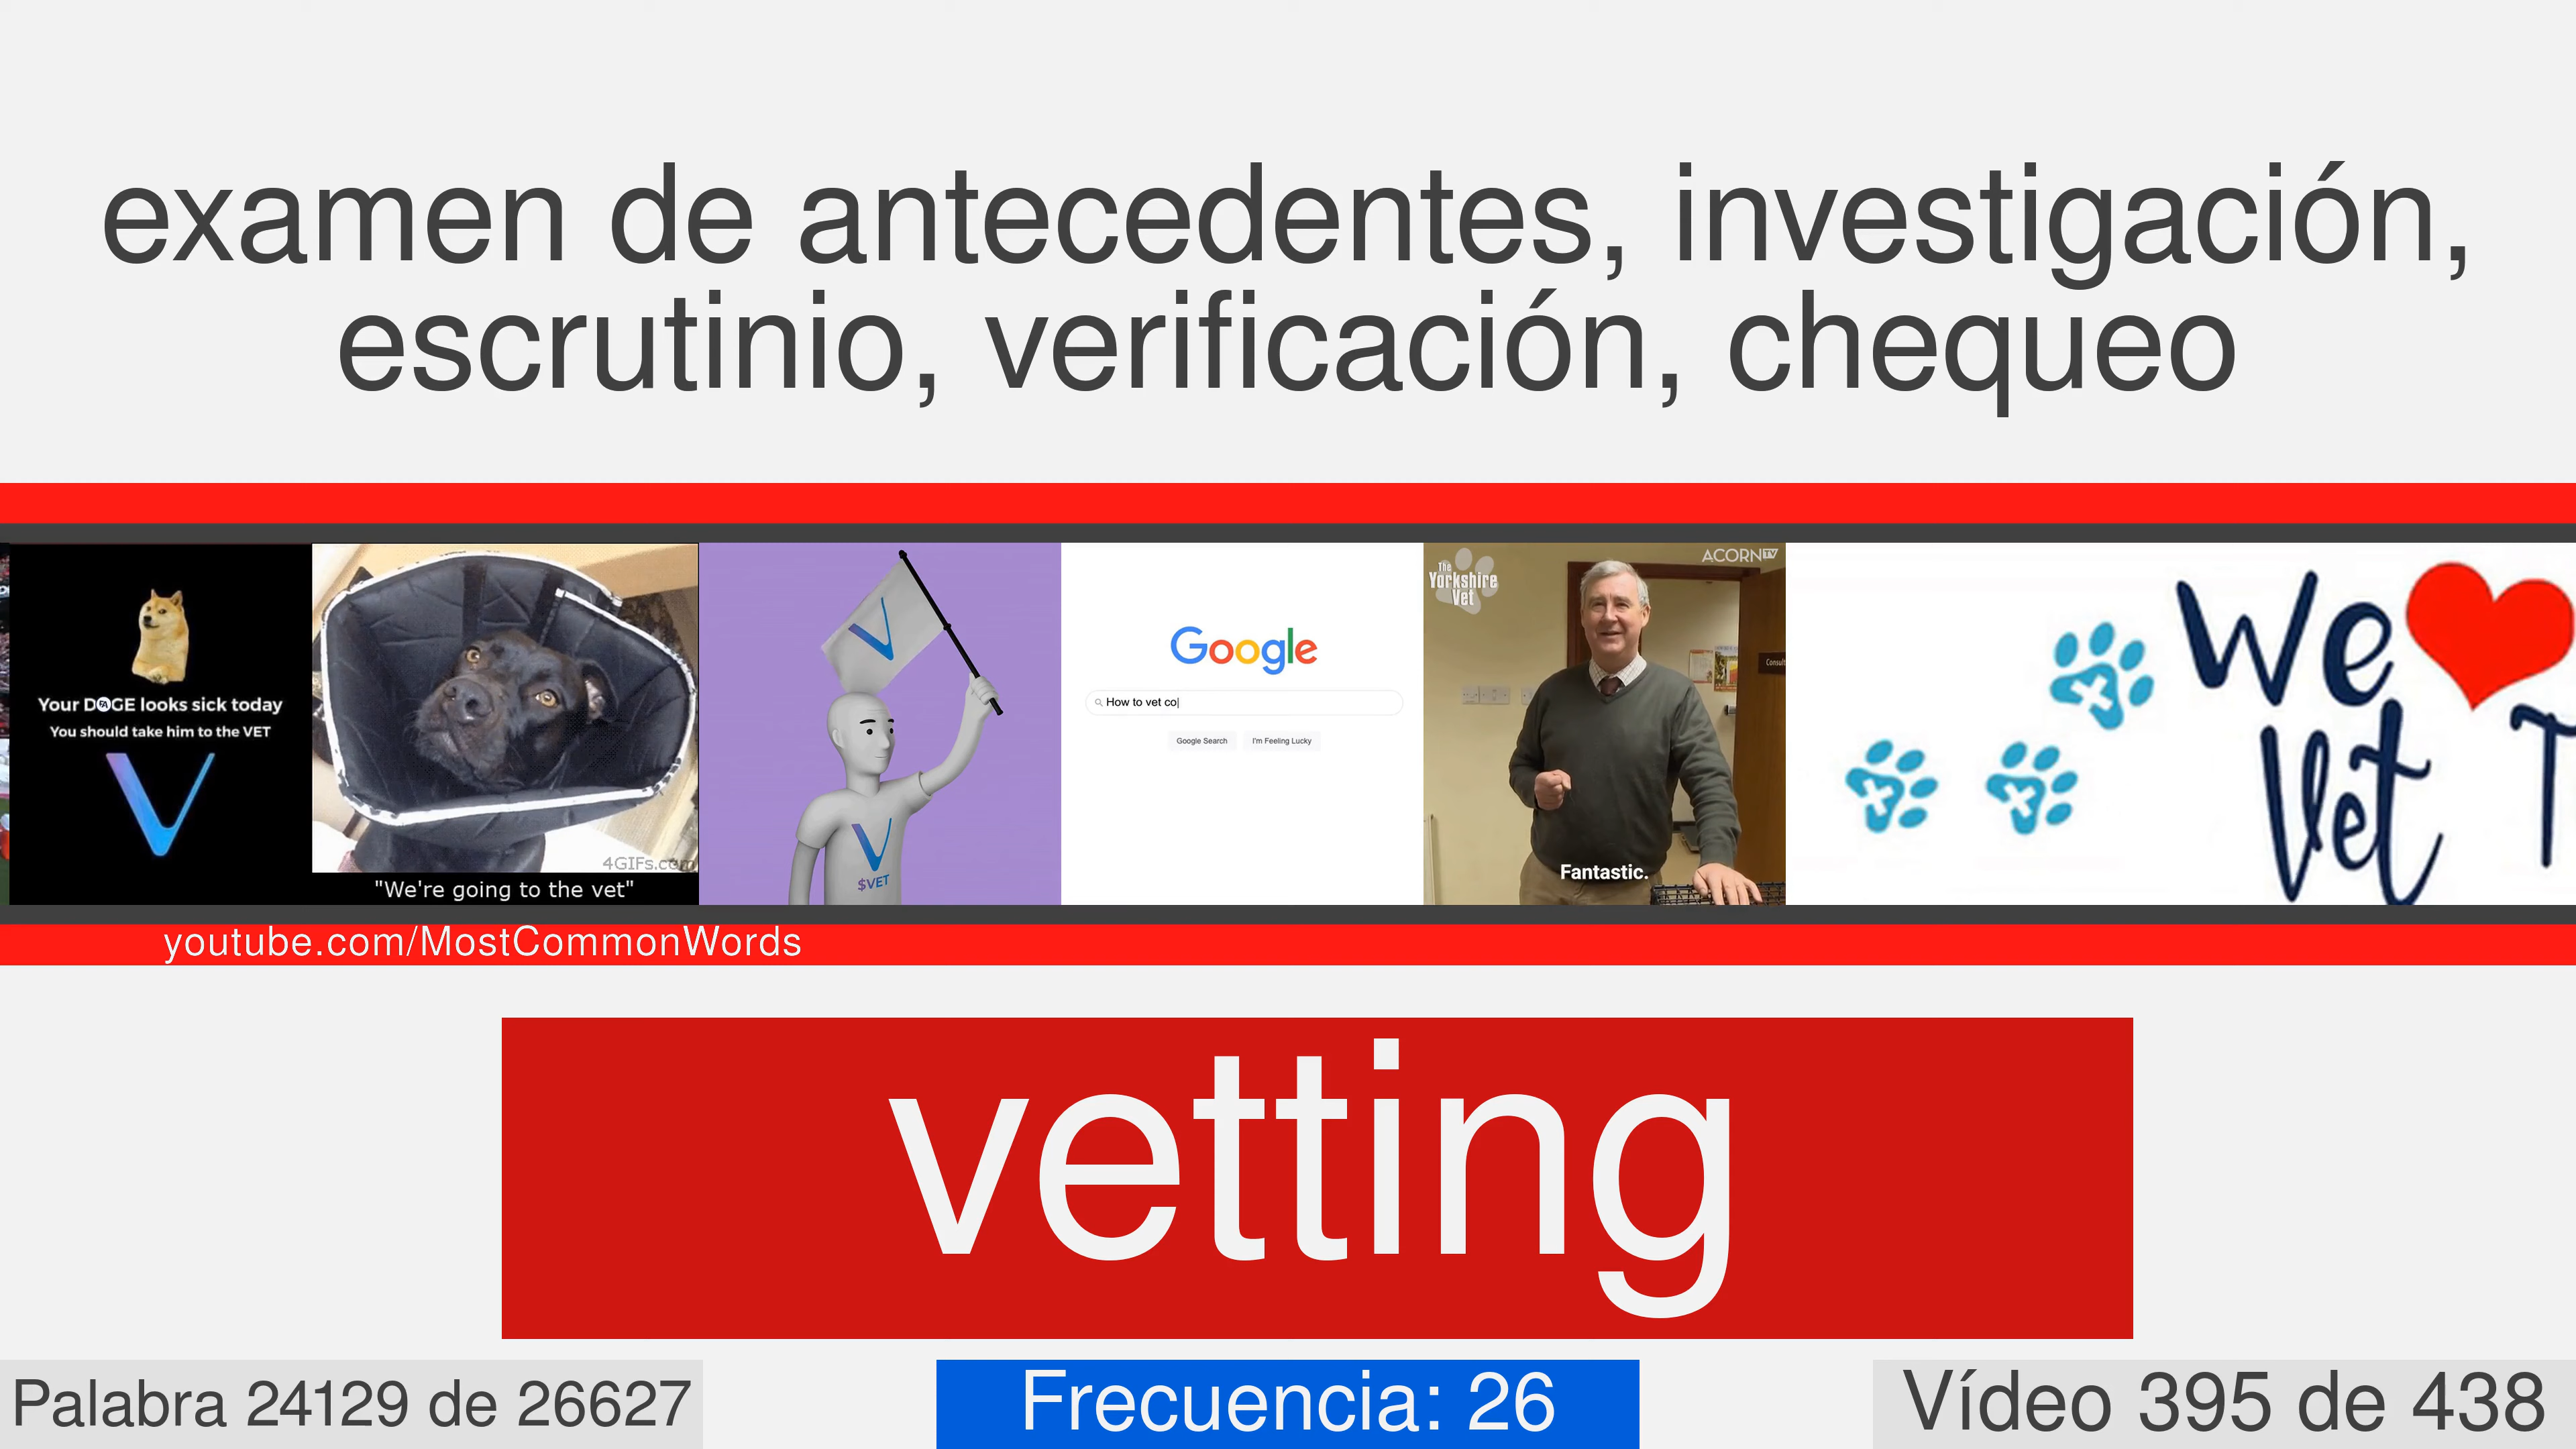 examen de antecedentes, investigación,
escrutinio, verificación, chequeo
Your DOGE looks sick today
You should take him to the VET
4GIFs.com
"We're going to the vet"
$VET
Google
How to vet co
Google Search
I'm Feeling Lucky
The
Yorkshire
Vet
ACORN TV
Consult
Fantastic.
We
Vet T
youtube.com/MostCommonWords
vetting
Palabra 24129 de 26627
Frecuencia: 26
Vídeo 395 de 438